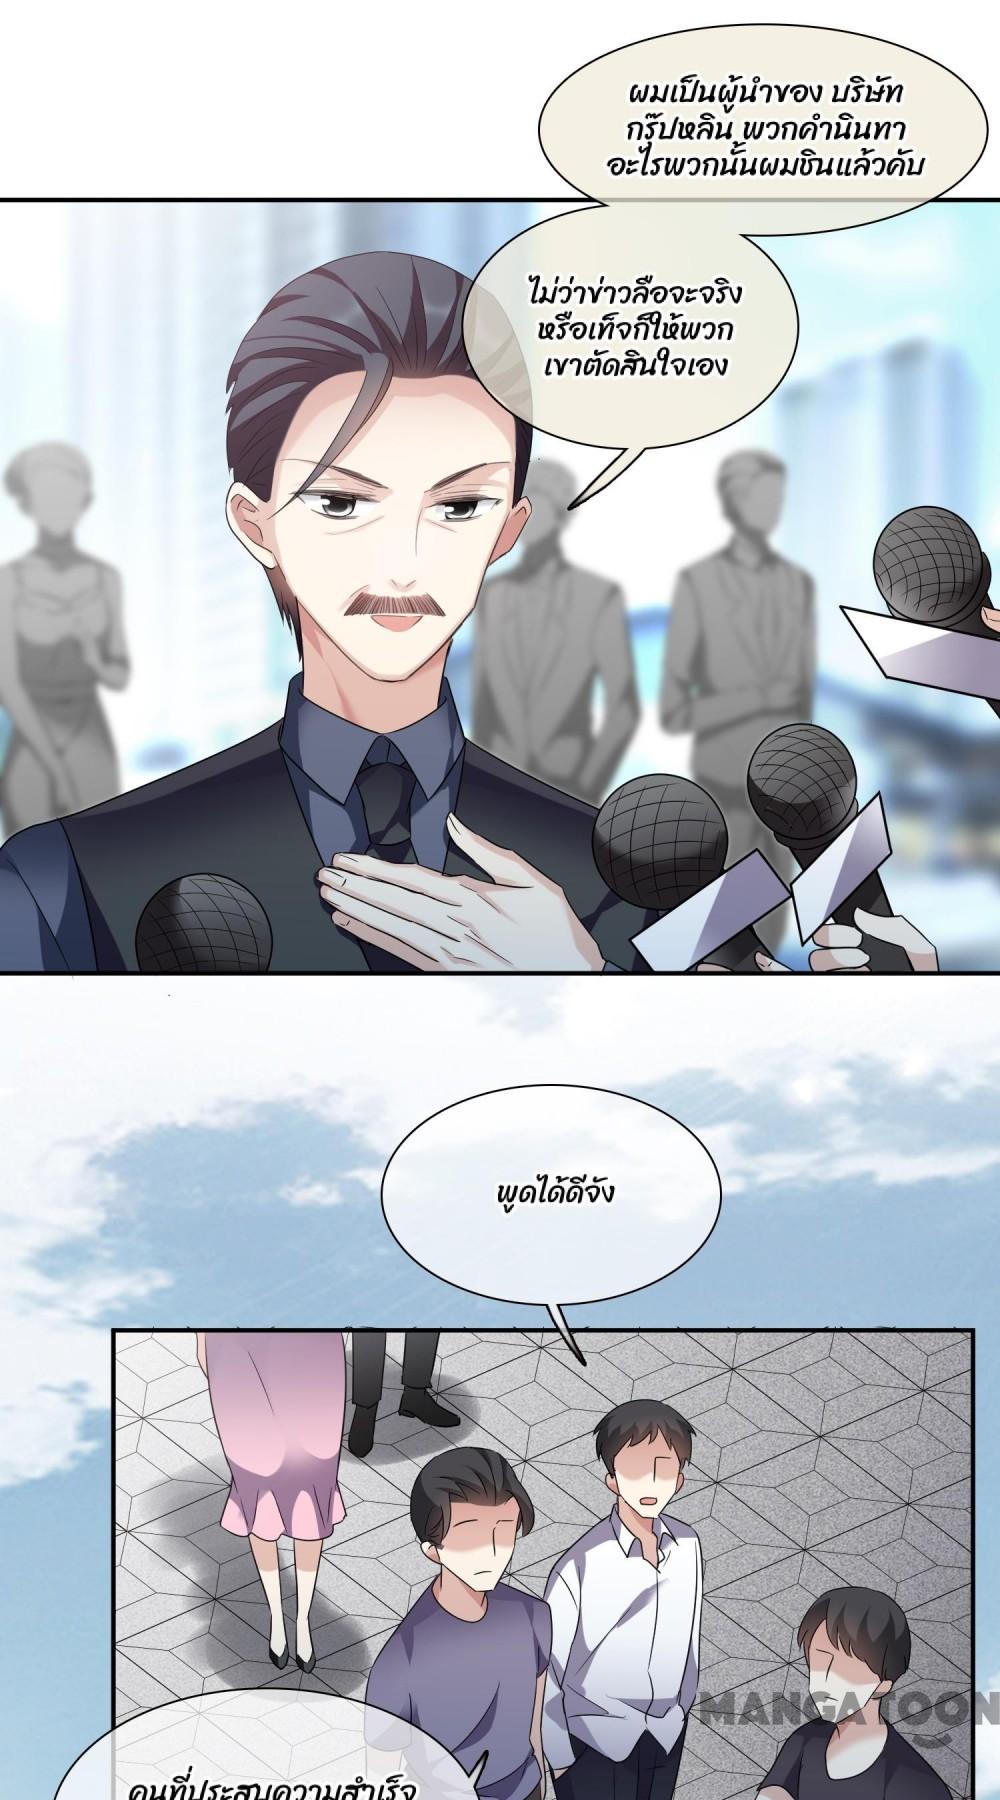 ผมเป็นผู้นำของ บริษัท
กรุ๊ปหลิน พวกคำนินทา
อะไรพวกนั้นผมชินแล้วคับ
ไม่ว่าข่าวลือจะจริง
หรือเท็จก็ให้พวก
เขาตัดสินใจเอง
พูดได้ดีจัง
MANGATOON
คนที่ประสบความสำเร็จ